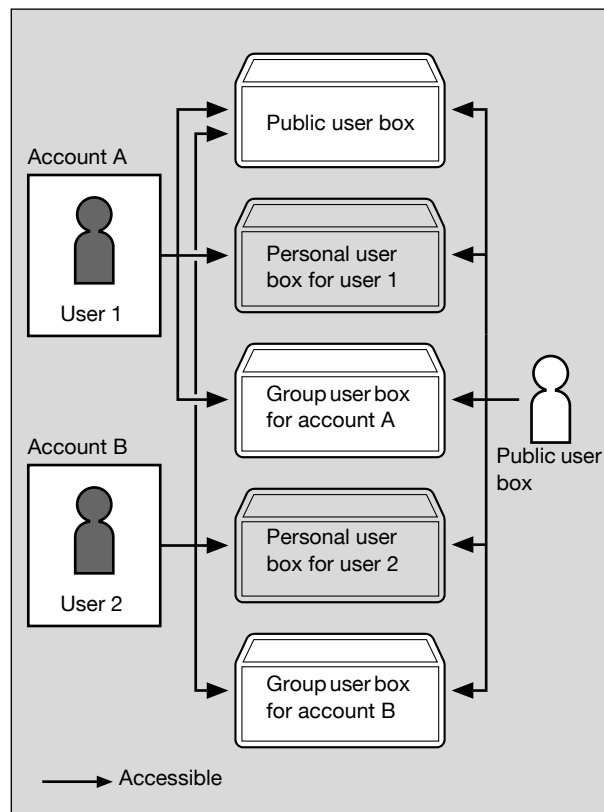 Public user box
Account A
User 1
Personal user
box for user 1
Group user box
for account A
Public user
box
Account B
User 2
Personal user
box for user 2
Group user box
for account B
Accessible